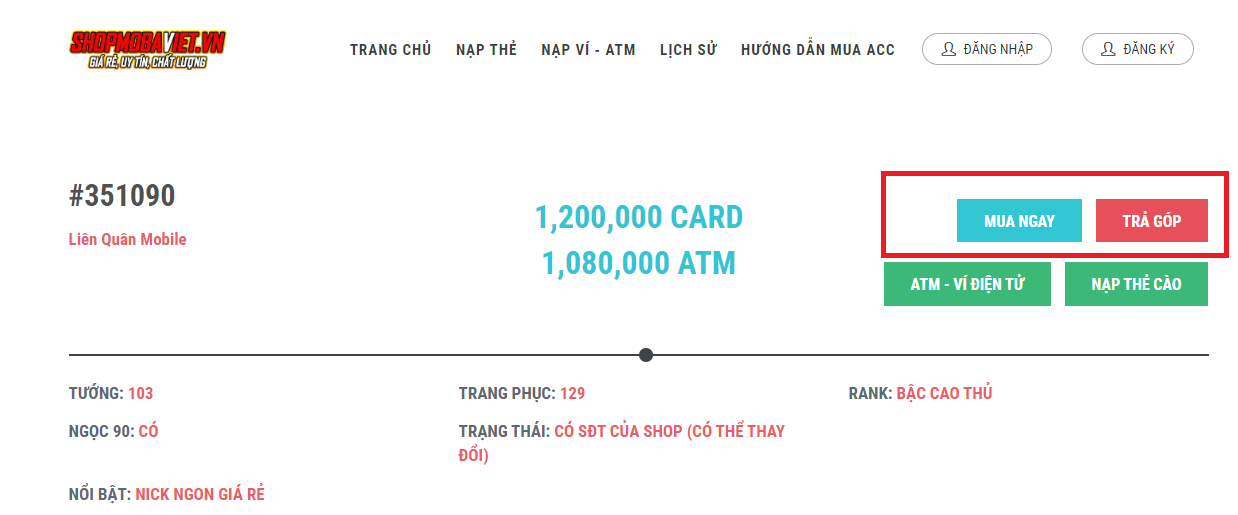 SHOPMOBAVIET.VN
GIÁ RẺ, UY TÍN, CHẤT LƯỢNG
TRANG CHỦ NẠP THẺ NẠP VÍ - ATM LỊCH SỬ HƯỚNG DẪN MUA ACC ĐĂNG NHẬP ĐĂNG KÝ
#351090
Liên Quân Mobile
1,200,000 CARD
1,080,000 ATM
MUA NGAY TRẢ GÓP
ATM - VÍ ĐIỆN TỬ NẠP THẺ CÀO
TƯỚNG: 103 TRANG PHỤC: 129 RANK: BẬC CAO THỦ
NGỌC 90: CÓ TRẠNG THÁI: CÓ SĐT CỦA SHOP (CÓ THỂ THAY
ĐỔI)
NỔI BẬT: NICK NGON GIÁ RẺ